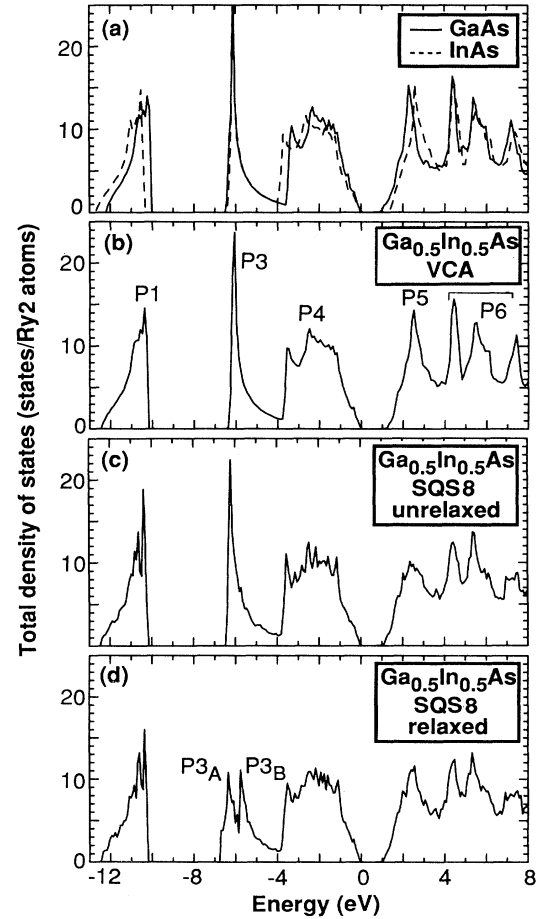 Total density of states (states/Ry2 atoms)
(a)
GaAs
InAs
20
10
0
(b)
Ga0.5In0.5As
VCA
P1
P3
P4
P5
P6
20
10
0
(c)
Ga0.5In0.5As
SQS8
unrelaxed
20
10
0
(d)
Ga0.5In0.5As
SQS8
relaxed
P3A
P3B
20
10
0
-12
-8
-4
0
4
8
Energy (eV)